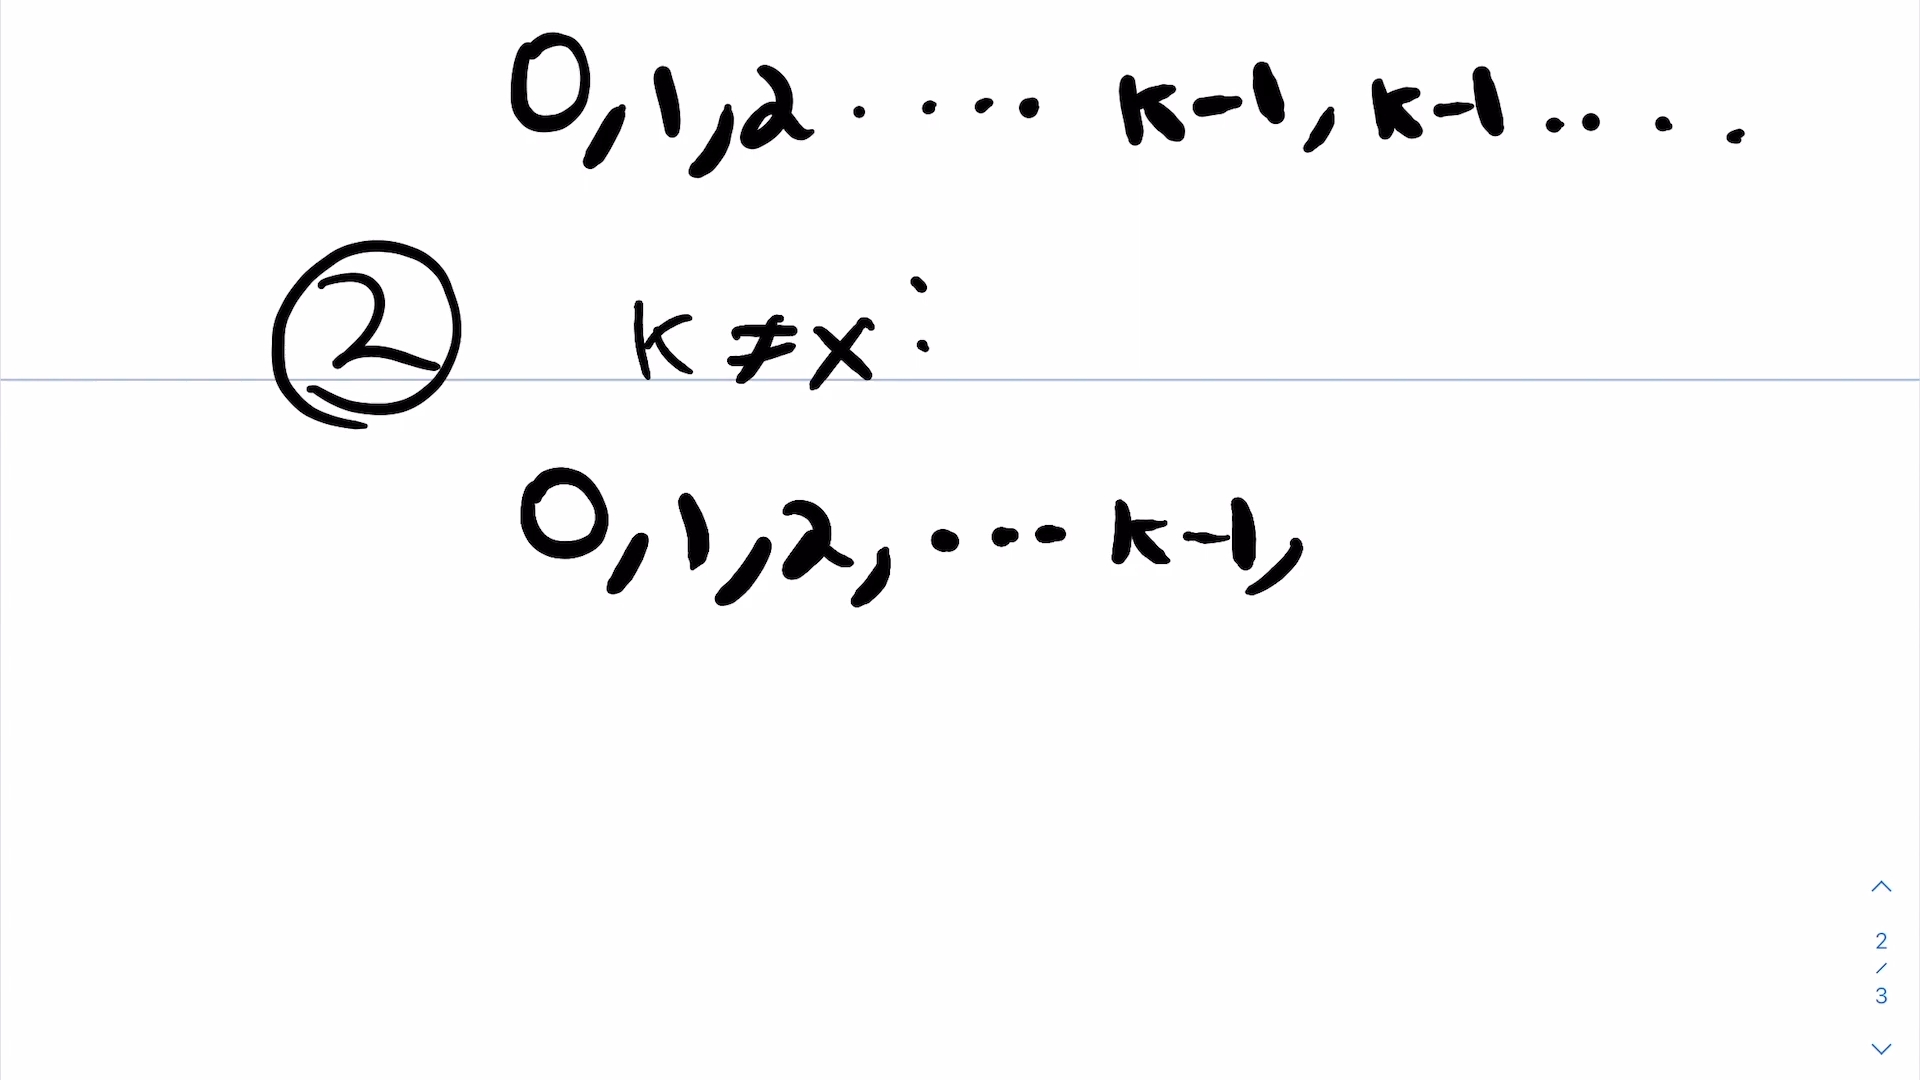 0,1,2 . . . . k-1, k-1 . . . .
② k ≠ x :
0,1,2, . . . k-1,
2
/
3